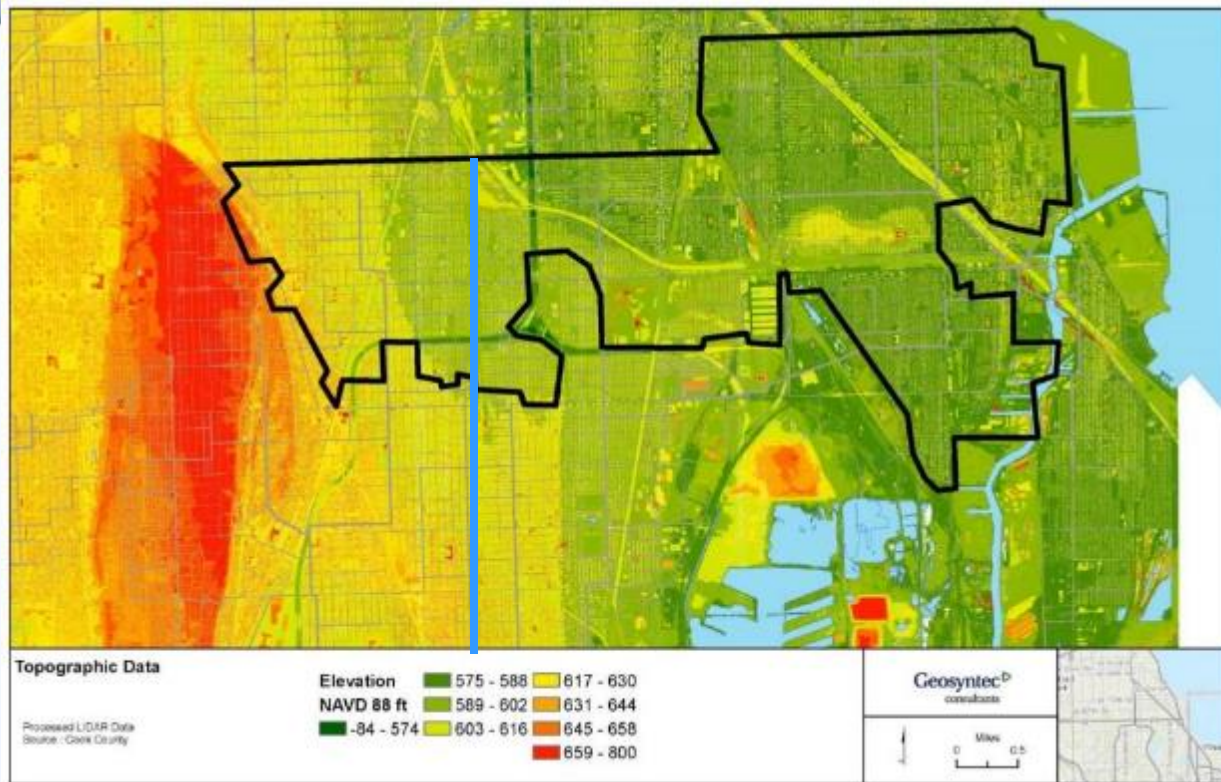 Topographic Data
Processed LiDAR Data
Source : Cook County
Elevation
NAVD 88 ft
-84 - 574
575 - 588
589 - 602
603 - 616
617 - 630
631 - 644
645 - 658
659 - 800
Geosyntec
consultants
Miles
0 0.5